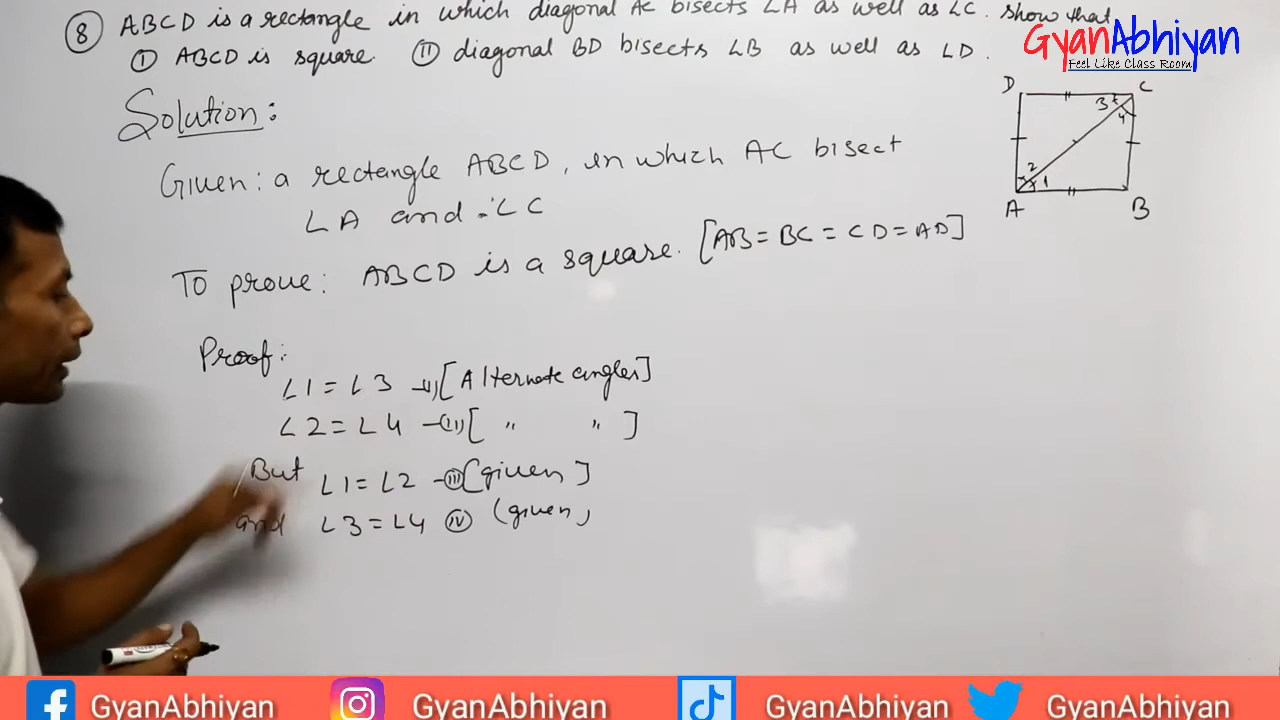 ⑧ ABCD is a rectangle in which diagonal AC bisects ∠A as well as ∠C. show that
① ABCD is square. ⑪ diagonal BD bisects ∠B as well as ∠D.
GyanAbhiyan
Feel Like Class Room
Solution:
Given: a rectangle ABCD, in which AC bisect
∠A and ∠C
To prove: ABCD is a square. [AB = BC = CD = AD]
Proof:
∠1 = ∠3 —(i) [Alternate angles]
∠2 = ∠4 —(ii) [ " " ]
But ∠1 = ∠2 —(iii) [given]
and ∠3 = ∠4 (iv) (given)
D C
3 4
2 1
A B
GyanAbhiyan GyanAbhiyan GyanAbhiyan GyanAbhiyan